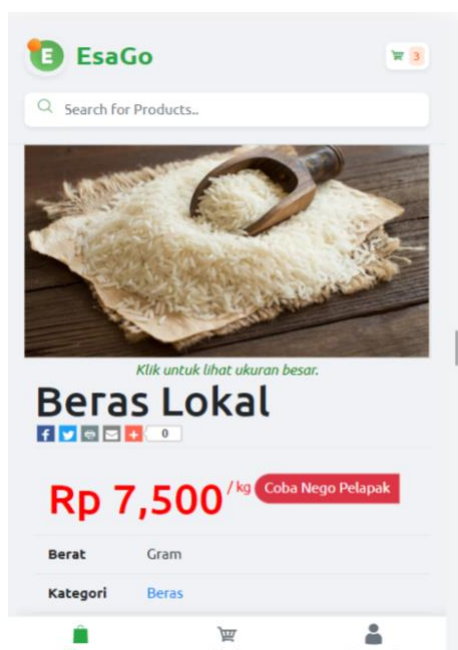 E EsaGo
3
Search for Products..
Klik untuk lihat ukuran besar.
Beras Lokal
0
Rp 7,500 / kg Coba Nego Pelapak
Berat Gram
Kategori Beras